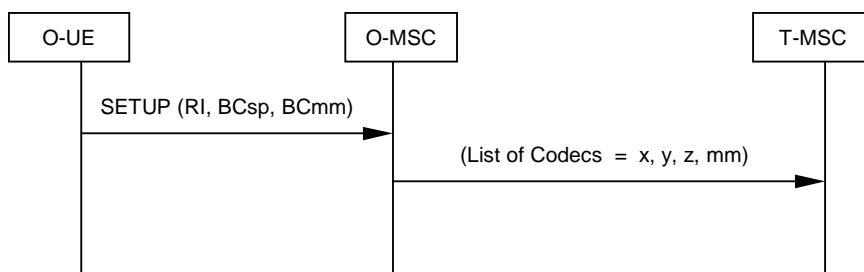 O-UE
O-MSC
T-MSC
SETUP (RI, BCsp, BCmm)
(List of Codecs = x, y, z, mm)